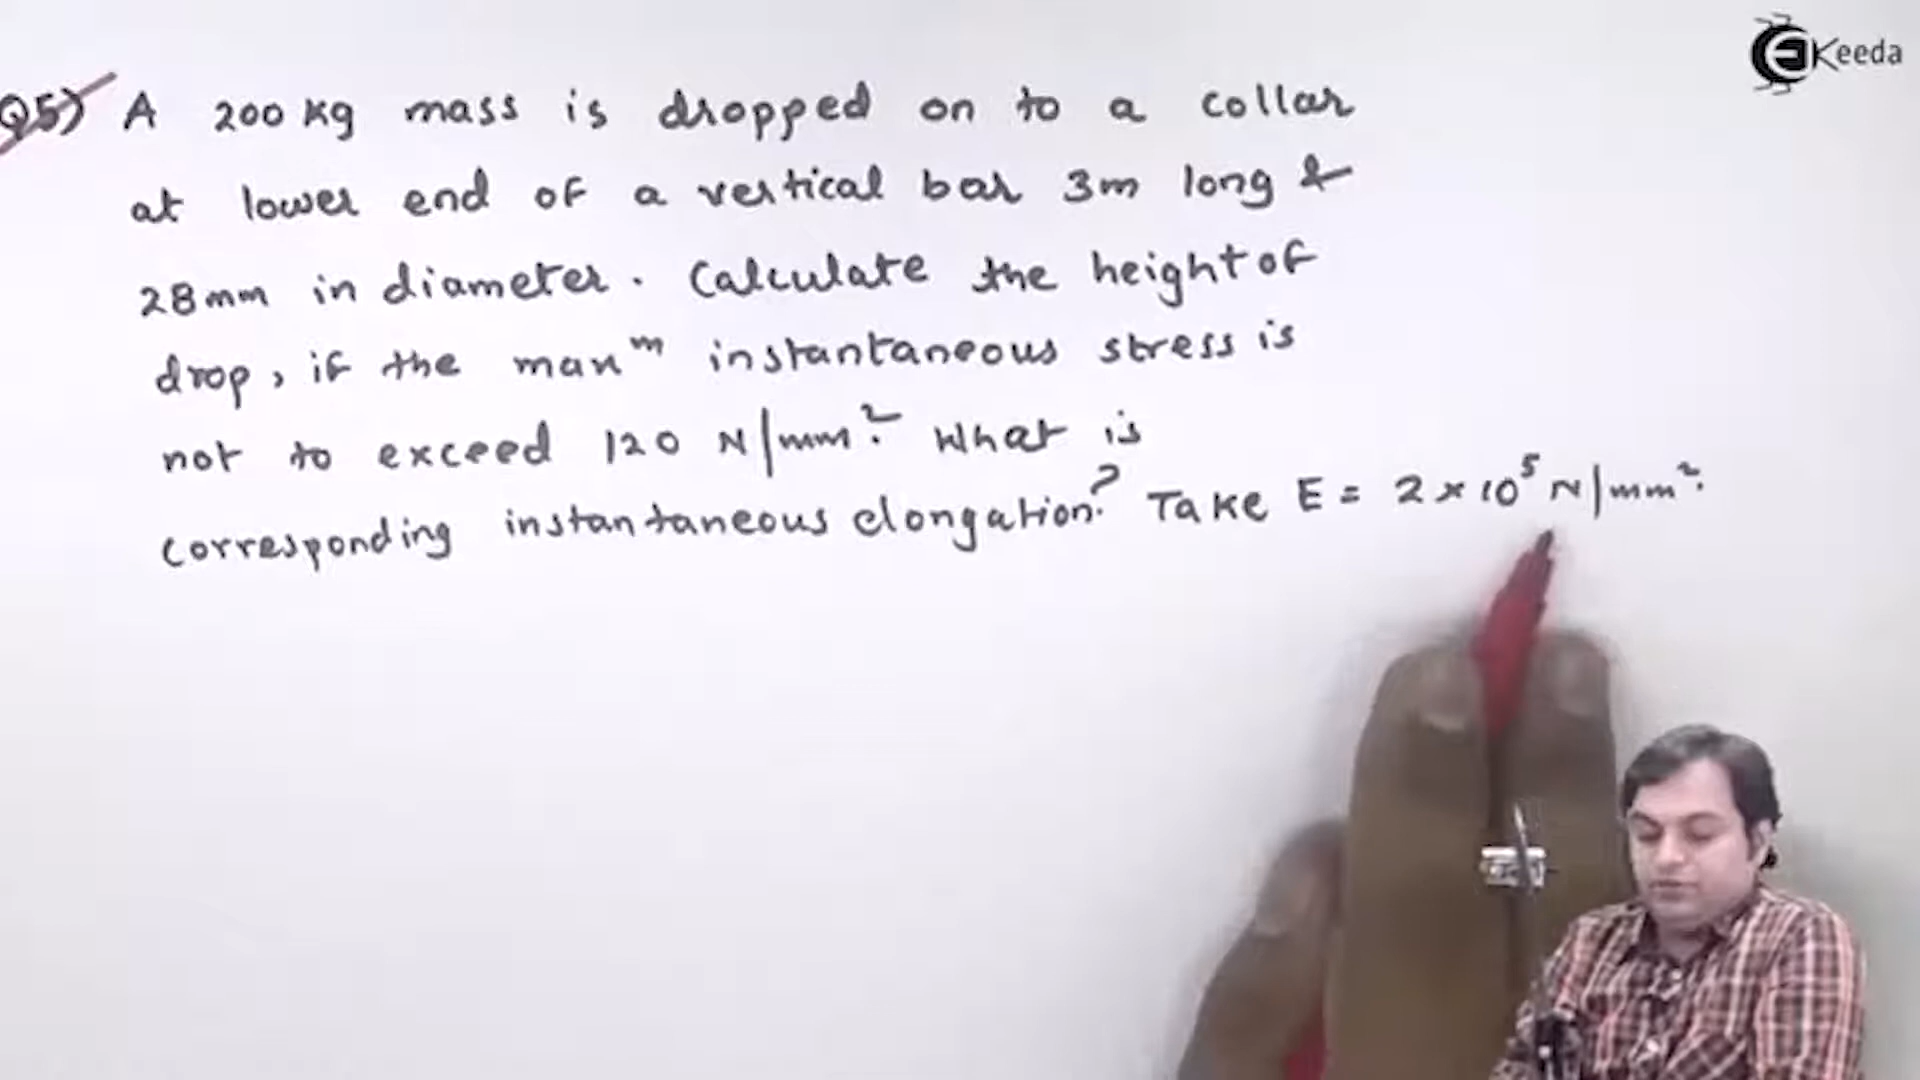 Keeda
Q5) A 200 kg mass is dropped on to a collar
at lower end of a vertical bar 3m long &
28mm in diameter. Calculate the height of
drop, if the maxᵐ instantaneous stress is
not to exceed 120 N/mm². What is
corresponding instantaneous elongation? Take E = 2 × 10⁵ N/mm².